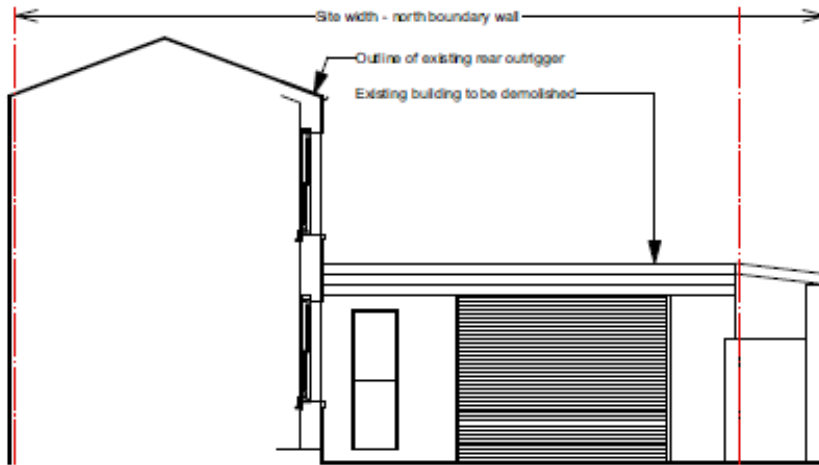 Site width - north boundary wall
Outline of existing rear outrigger
Existing building to be demolished